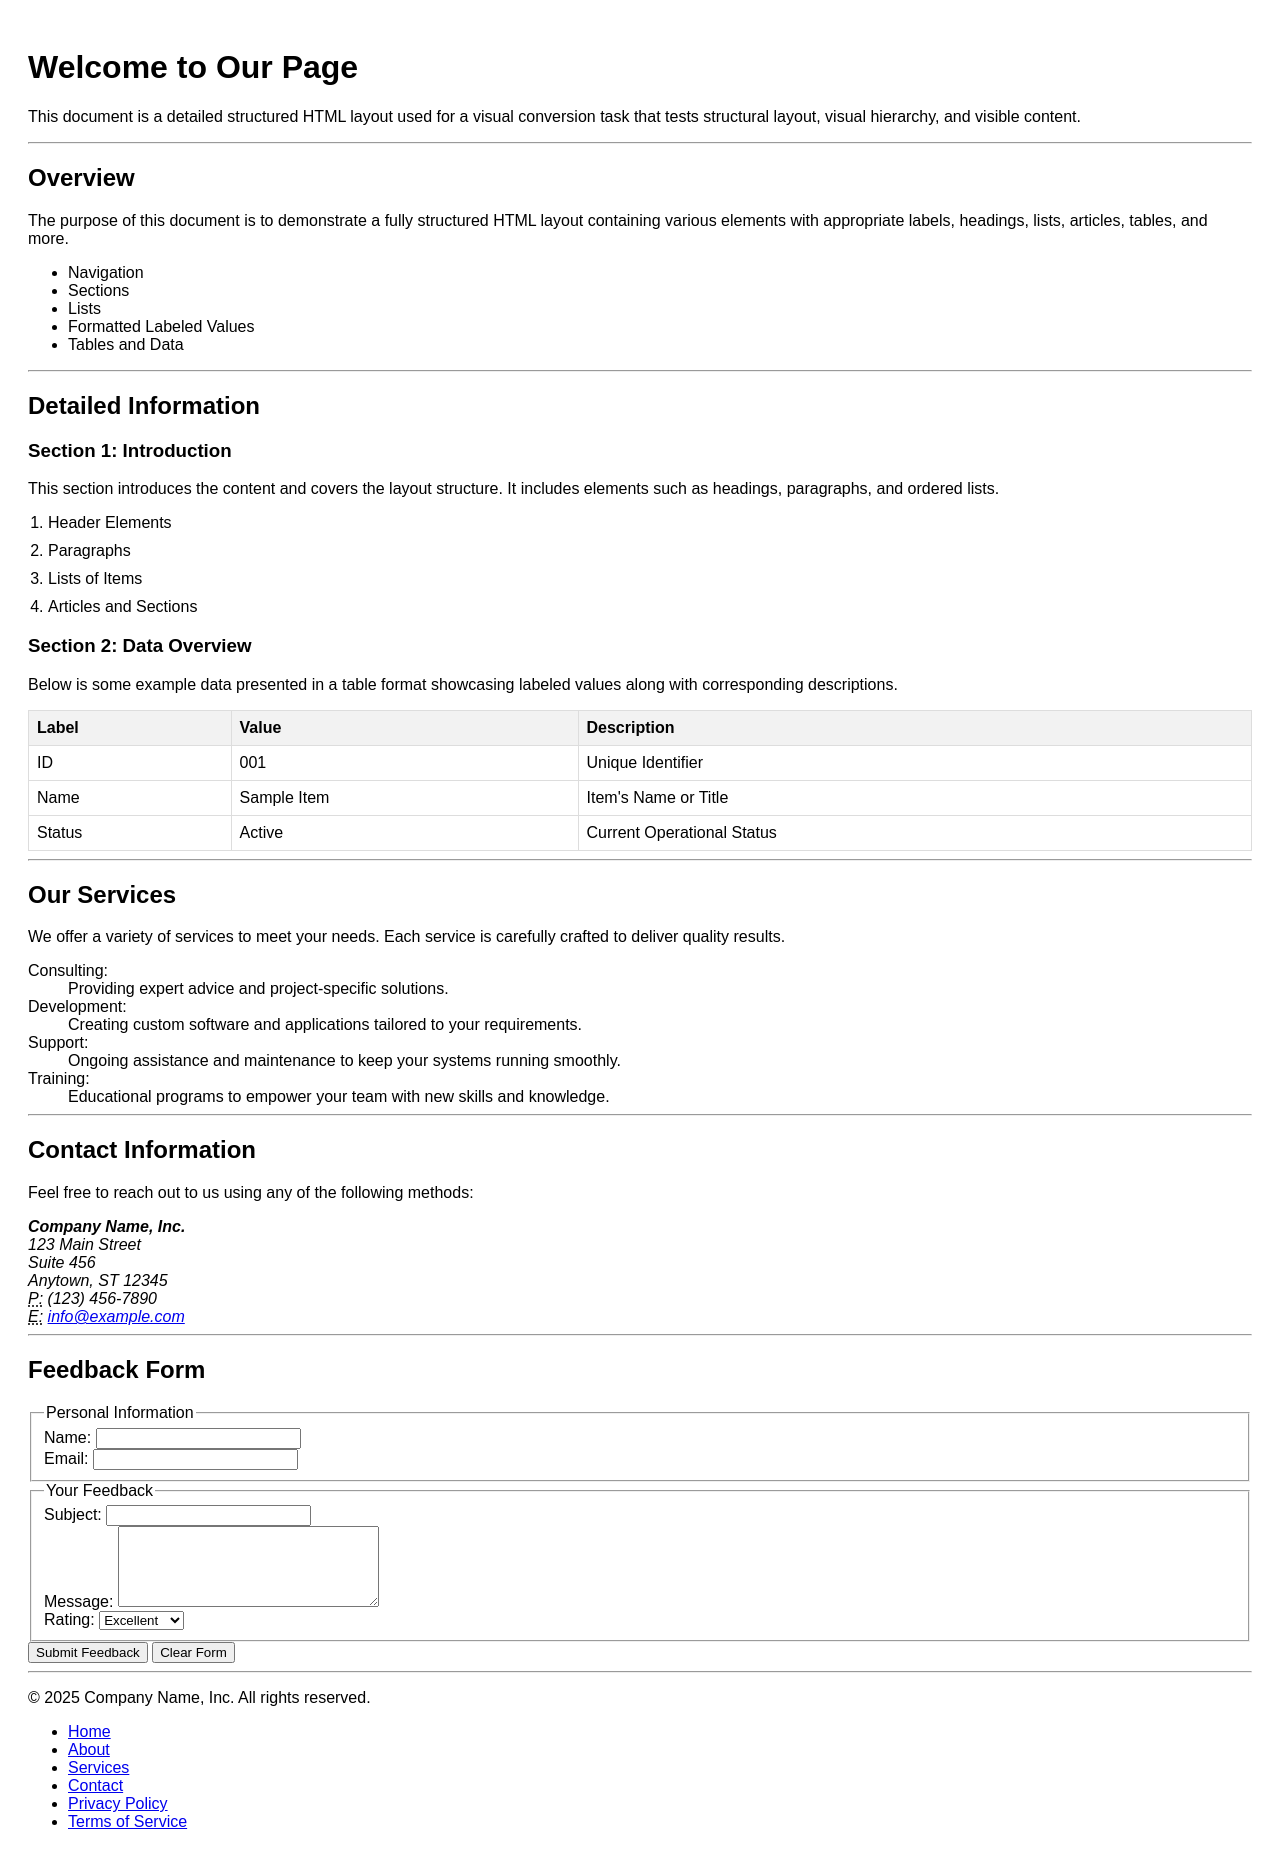 Welcome to Our Page
This document is a detailed structured HTML layout used for a visual conversion task that tests structural layout, visual hierarchy, and visible content.
Overview
The purpose of this document is to demonstrate a fully structured HTML layout containing various elements with appropriate labels, headings, lists, articles, tables, and
more.
• Navigation
• Sections
• Lists
• Formatted Labeled Values
• Tables and Data
Detailed Information
Section 1: Introduction
This section introduces the content and covers the layout structure. It includes elements such as headings, paragraphs, and ordered lists.
1. Header Elements
2. Paragraphs
3. Lists of Items
4. Articles and Sections
Section 2: Data Overview
Below is some example data presented in a table format showcasing labeled values along with corresponding descriptions.
Label Value Description
ID 001 Unique Identifier
Name Sample Item Item's Name or Title
Status Active Current Operational Status
Our Services
We offer a variety of services to meet your needs. Each service is carefully crafted to deliver quality results.
Consulting:
Providing expert advice and project-specific solutions.
Development:
Creating custom software and applications tailored to your requirements.
Support:
Ongoing assistance and maintenance to keep your systems running smoothly.
Training:
Educational programs to empower your team with new skills and knowledge.
Contact Information
Feel free to reach out to us using any of the following methods:
Company Name, Inc.
123 Main Street
Suite 456
Anytown, ST 12345
P: (123) 456-7890
E: info@example.com
Feedback Form
Personal Information
Name:
Email:
Your Feedback
Subject:
Message:
Rating: Excellent
Submit Feedback Clear Form
© 2025 Company Name, Inc. All rights reserved.
• Home
• About
• Services
• Contact
• Privacy Policy
• Terms of Service